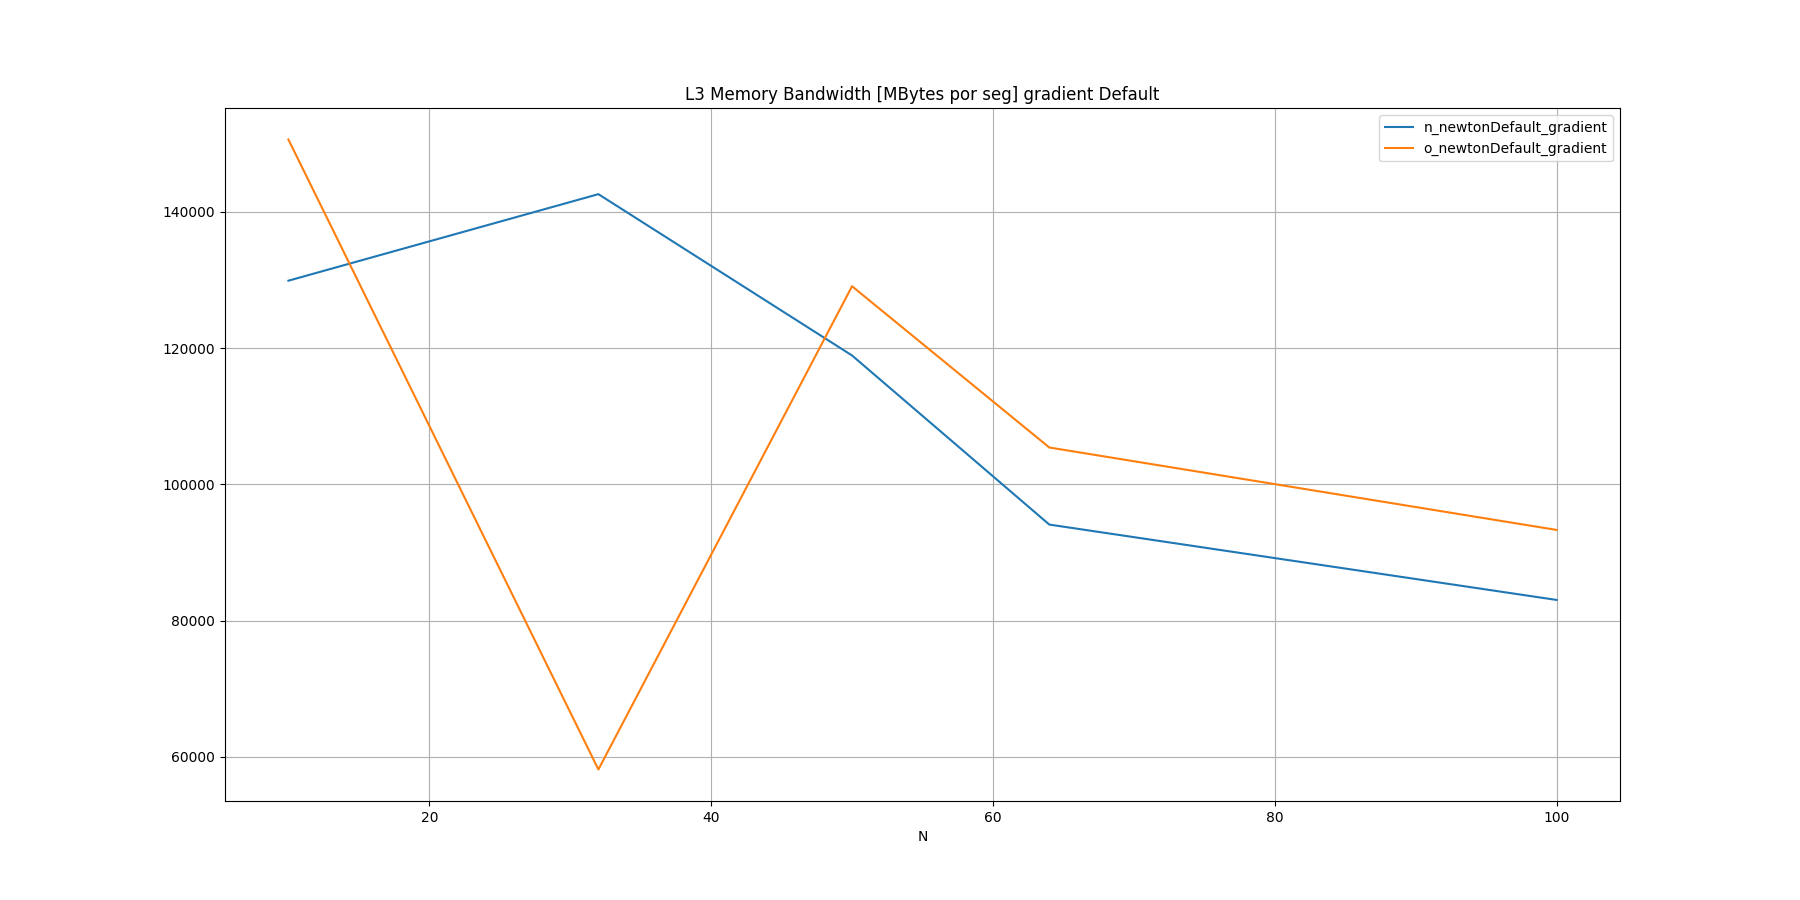 L3 Memory Bandwidth [MBytes por seg] gradient Default
n_newtonDefault_gradient
o_newtonDefault_gradient
140000
120000
100000
80000
60000
20
40
60
80
100
N